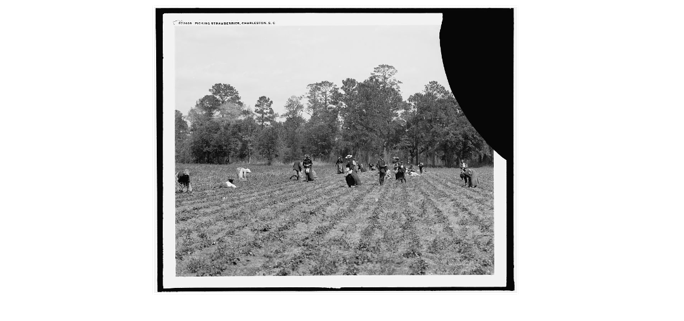 PICKING STRAWBERRIES, CHARLESTON, S. C.